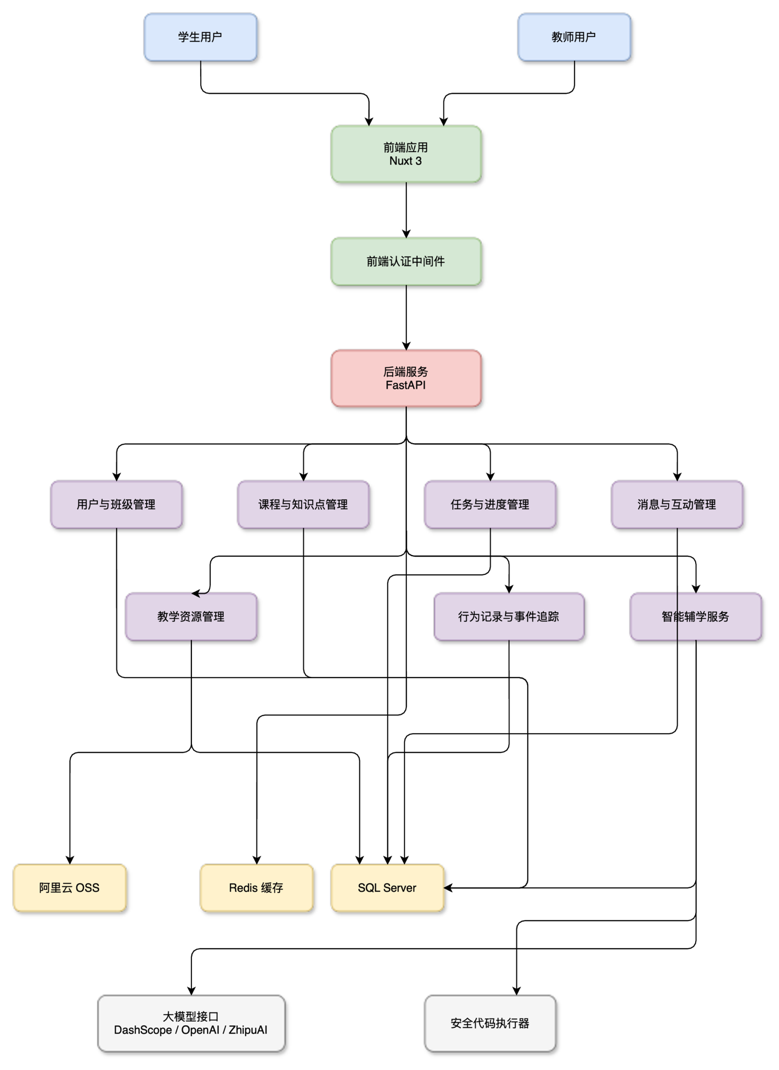 学生用户
教师用户
前端应用
Nuxt 3
前端认证中间件
后端服务
FastAPI
用户与班级管理
课程与知识点管理
任务与进度管理
消息与互动管理
教学资源管理
行为记录与事件追踪
智能辅学服务
阿里云 OSS
Redis 缓存
SQL Server
大模型接口
DashScope / OpenAI / ZhipuAI
安全代码执行器